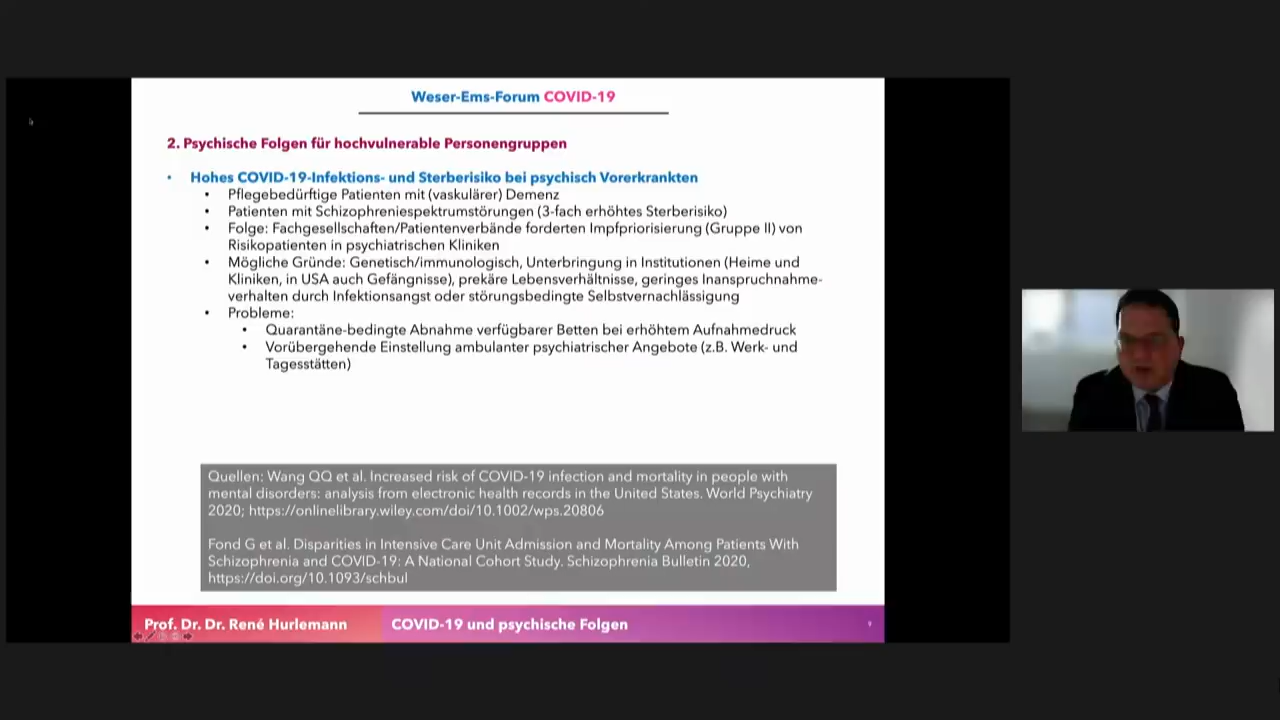 Weser-Ems-Forum COVID-19
2. Psychische Folgen für hochvulnerable Personengruppen
• Hohes COVID-19-Infektions- und Sterberisiko bei psychisch Vorerkrankten
• Pflegebedürftige Patienten mit (vaskulärer) Demenz
• Patienten mit Schizophreniespektrumstörungen (3-fach erhöhtes Sterberisiko)
• Folge: Fachgesellschaften/Patientenverbände forderten Impfpriorisierung (Gruppe II) von
Risikopatienten in psychiatrischen Kliniken
• Mögliche Gründe: Genetisch/immunologisch, Unterbringung in Institutionen (Heime und
Kliniken, in USA auch Gefängnisse), prekäre Lebensverhältnisse, geringes Inanspruchnahme-
verhalten durch Infektionsangst oder störungsbedingte Selbstvernachlässigung
• Probleme:
• Quarantäne-bedingte Abnahme verfügbarer Betten bei erhöhtem Aufnahmedruck
• Vorübergehende Einstellung ambulanter psychiatrischer Angebote (z.B. Werk- und
Tagesstätten)
Quellen: Wang QQ et al. Increased risk of COVID-19 infection and mortality in people with
mental disorders: analysis from electronic health records in the United States. World Psychiatry
2020; https://onlinelibrary.wiley.com/doi/10.1002/wps.20806
Fond G et al. Disparities in Intensive Care Unit Admission and Mortality Among Patients With
Schizophrenia and COVID-19: A National Cohort Study. Schizophrenia Bulletin 2020,
https://doi.org/10.1093/schbul
Prof. Dr. Dr. René Hurlemann COVID-19 und psychische Folgen 9